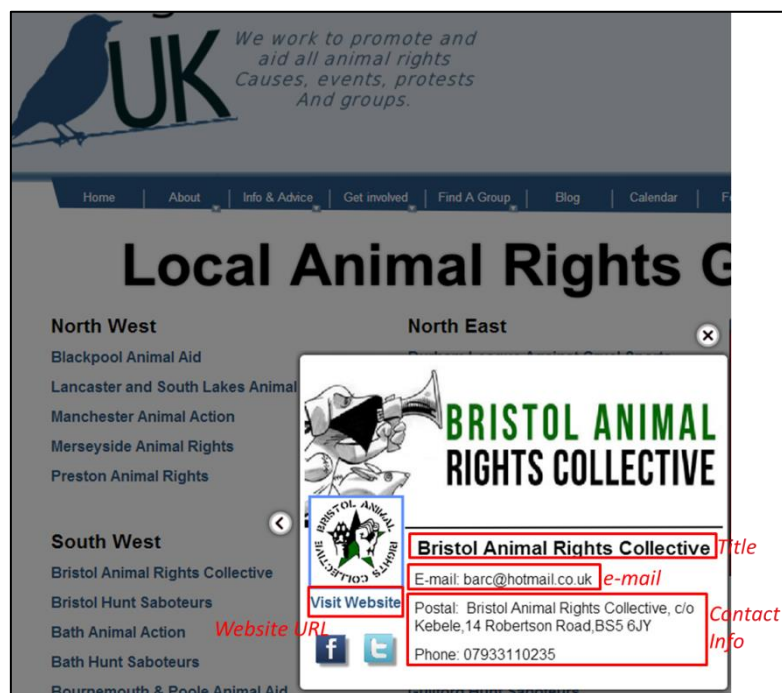 UK
We work to promote and
aid all animal rights
Causes, events, protests
And groups.
Home | About | Info & Advice | Get involved | Find A Group | Blog | Calendar |
Local Animal Rights G
North West
North East
Blackpool Animal Aid
Lancaster and South Lakes Animal
Manchester Animal Action
Merseyside Animal Rights
Preston Animal Rights
South West
Bristol Animal Rights Collective
Bristol Hunt Saboteurs
Bath Animal Action
Bath Hunt Saboteurs
Bournemouth & Poole Animal Aid
BRISTOL ANIMAL
RIGHTS COLLECTIVE
BRISTOL ANIMAL RIGHTS COLLECTIVE
Bristol Animal Rights Collective
Title
E-mail: barc@hotmail.co.uk
e-mail
Visit Website
Website URL
Postal: Bristol Animal Rights Collective, c/o
Kebele,14 Robertson Road,BS5 6JY
Phone: 07933110235
Contact
Info
f
t